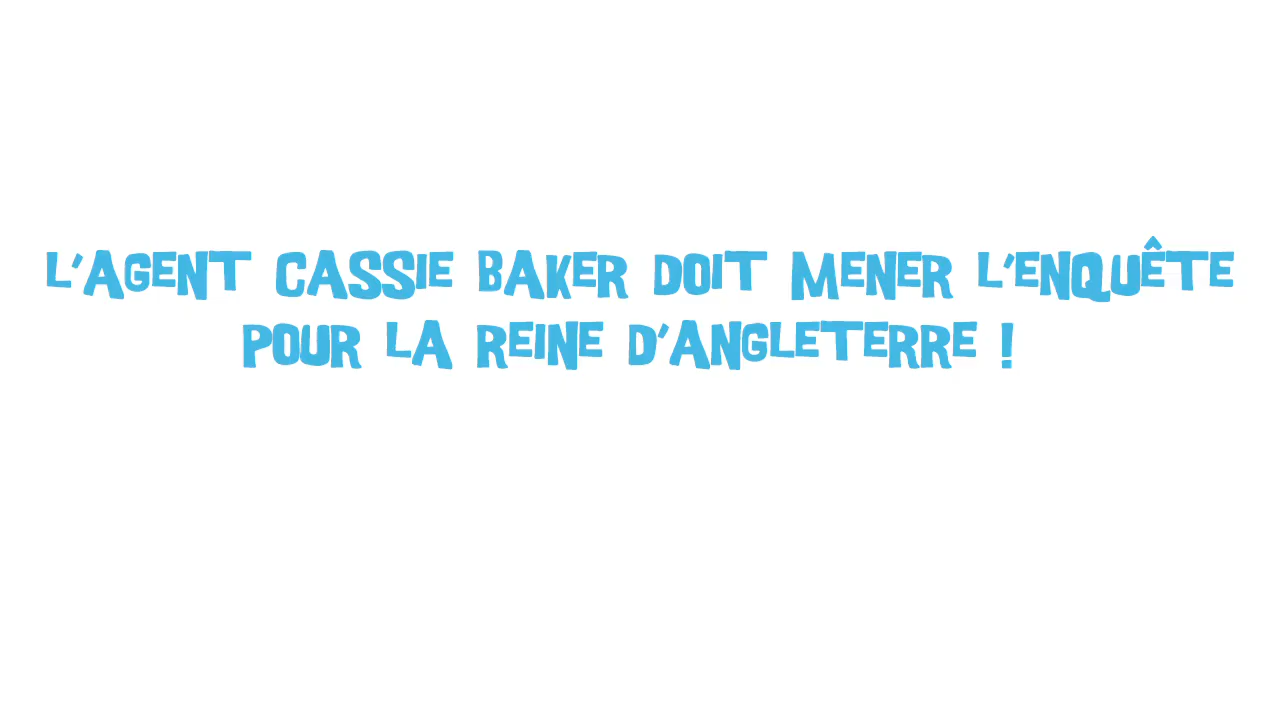 L'AGENT CASSIE BAKER DOIT MENER L'ENQUÊTE
POUR LA REINE D'ANGLETERRE !